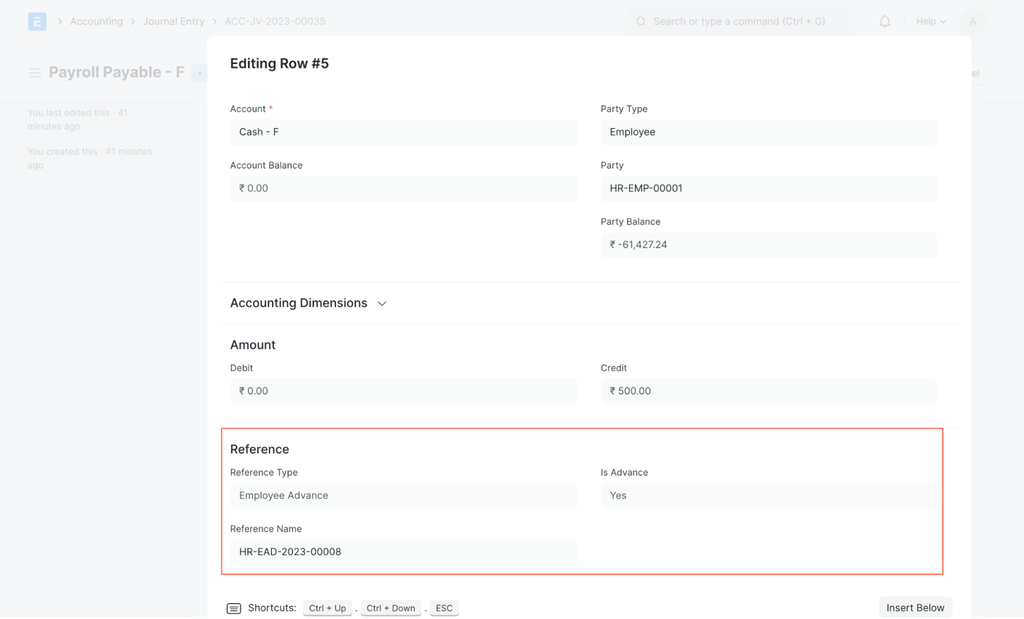 E
Accounting
Journal Entry
ACC-JV-2023-00035
Search or type a command (Ctrl + G)
Help
A
Payroll Payable - F
el
You last edited this · 41
minutes ago
You created this · 41 minutes
ago
Editing Row #5
Account *
Party Type
Cash - F
Employee
Account Balance
Party
₹ 0.00
HR-EMP-00001
Party Balance
₹ -61,427.24
Accounting Dimensions
Amount
Debit
Credit
₹ 0.00
₹ 500.00
Reference
Reference Type
Is Advance
Employee Advance
Yes
Reference Name
HR-EAD-2023-00008
Shortcuts: Ctrl + Up . Ctrl + Down . ESC
Insert Below